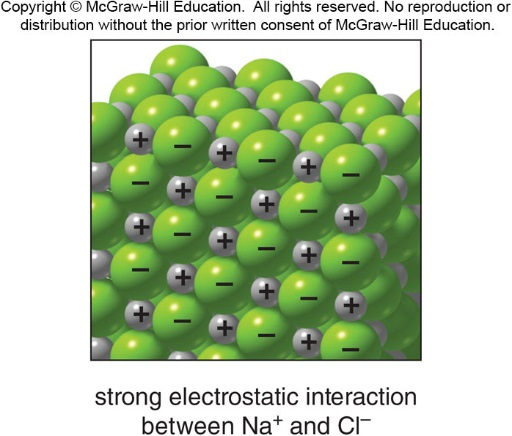 Copyright © McGraw-Hill Education. All rights reserved. No reproduction or
distribution without the prior written consent of McGraw-Hill Education.
+ − + − + −
− + − + − +
+ − + − + −
− + − + − +
+ − + − + −
strong electrostatic interaction
between Na⁺ and Cl⁻